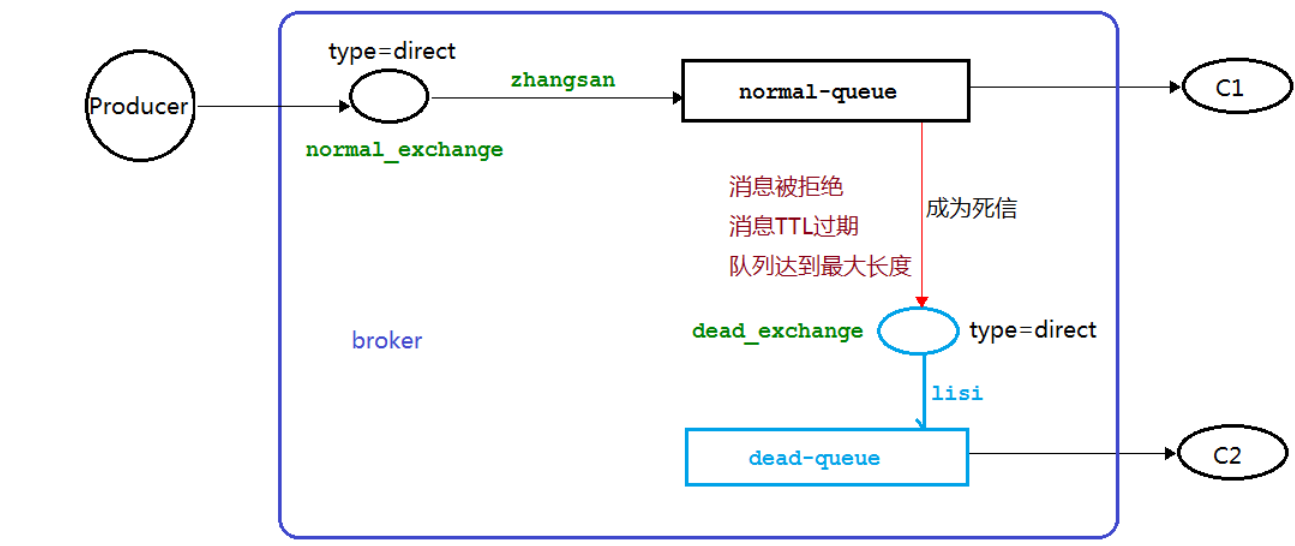 type=direct
Producer
zhangsan
normal-queue
C1
normal_exchange
消息被拒绝
消息TTL过期
队列达到最大长度
成为死信
broker
dead_exchange
type=direct
lisi
dead-queue
C2